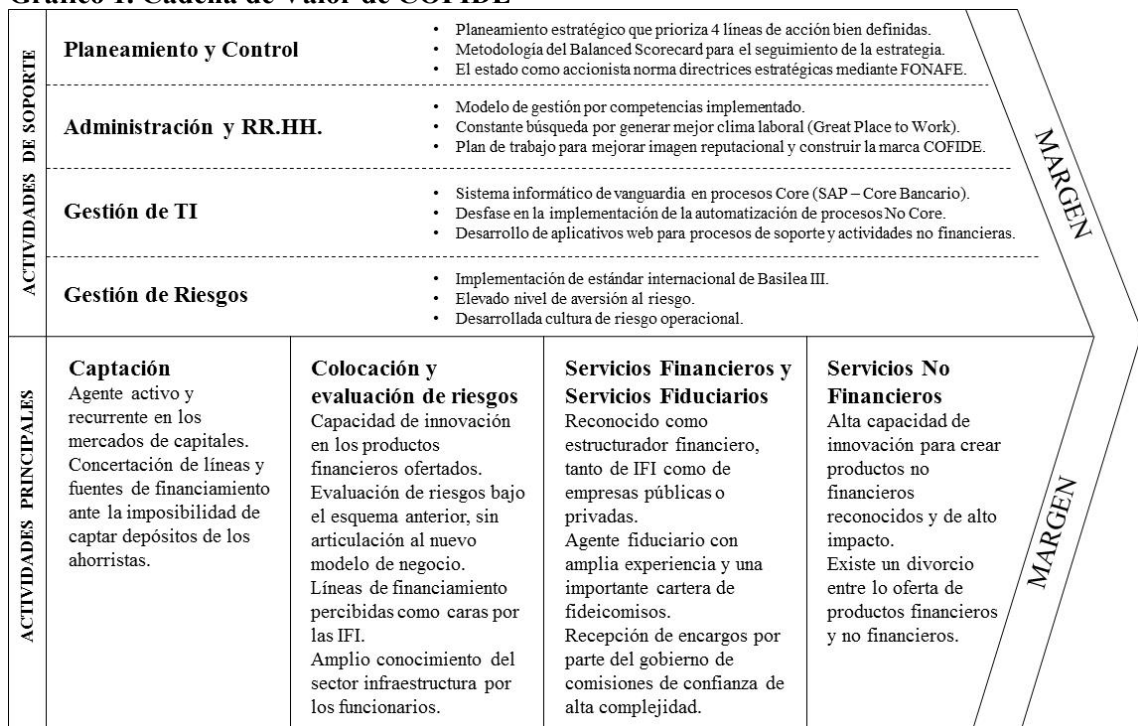 Gráfico 1. Cadena de Valor de COFIDE
ACTIVIDADES DE SOPORTE
Planeamiento y Control
• Planeamiento estratégico que prioriza 4 líneas de acción bien definidas.
• Metodología del Balanced Scorecard para el seguimiento de la estrategia.
• El estado como accionista norma directrices estratégicas mediante FONAFE.
Administración y RR.HH.
• Modelo de gestión por competencias implementado.
• Constante búsqueda por generar mejor clima laboral (Great Place to Work).
• Plan de trabajo para mejorar imagen reputacional y construir la marca COFIDE.
Gestión de TI
• Sistema informático de vanguardia en procesos Core (SAP – Core Bancario).
• Desfase en la implementación de la automatización de procesos No Core.
• Desarrollo de aplicativos web para procesos de soporte y actividades no financieras.
Gestión de Riesgos
• Implementación de estándar internacional de Basilea III.
• Elevado nivel de aversión al riesgo.
• Desarrollada cultura de riesgo operacional.
MARGEN
ACTIVIDADES PRINCIPALES
Captación
Agente activo y
recurrente en los
mercados de capitales.
Concertación de líneas y
fuentes de financiamiento
ante la imposibilidad de
captar depósitos de los
ahorristas.
Colocación y
evaluación de riesgos
Capacidad de innovación
en los productos
financieros ofertados.
Evaluación de riesgos bajo
el esquema anterior, sin
articulación al nuevo
modelo de negocio.
Líneas de financiamiento
percibidas como caras por
las IFI.
Amplio conocimiento del
sector infraestructura por
los funcionarios.
Servicios Financieros y
Servicios Fiduciarios
Reconocido como
estructurador financiero,
tanto de IFI como de
empresas públicas o
privadas.
Agente fiduciario con
amplia experiencia y una
importante cartera de
fideicomisos.
Recepción de encargos por
parte del gobierno de
comisiones de confianza de
alta complejidad.
Servicios No
Financieros
Alta capacidad de
innovación para crear
productos no
financieros
reconocidos y de alto
impacto.
Existe un divorcio
entre lo oferta de
productos financieros
y no financieros.
MARGEN